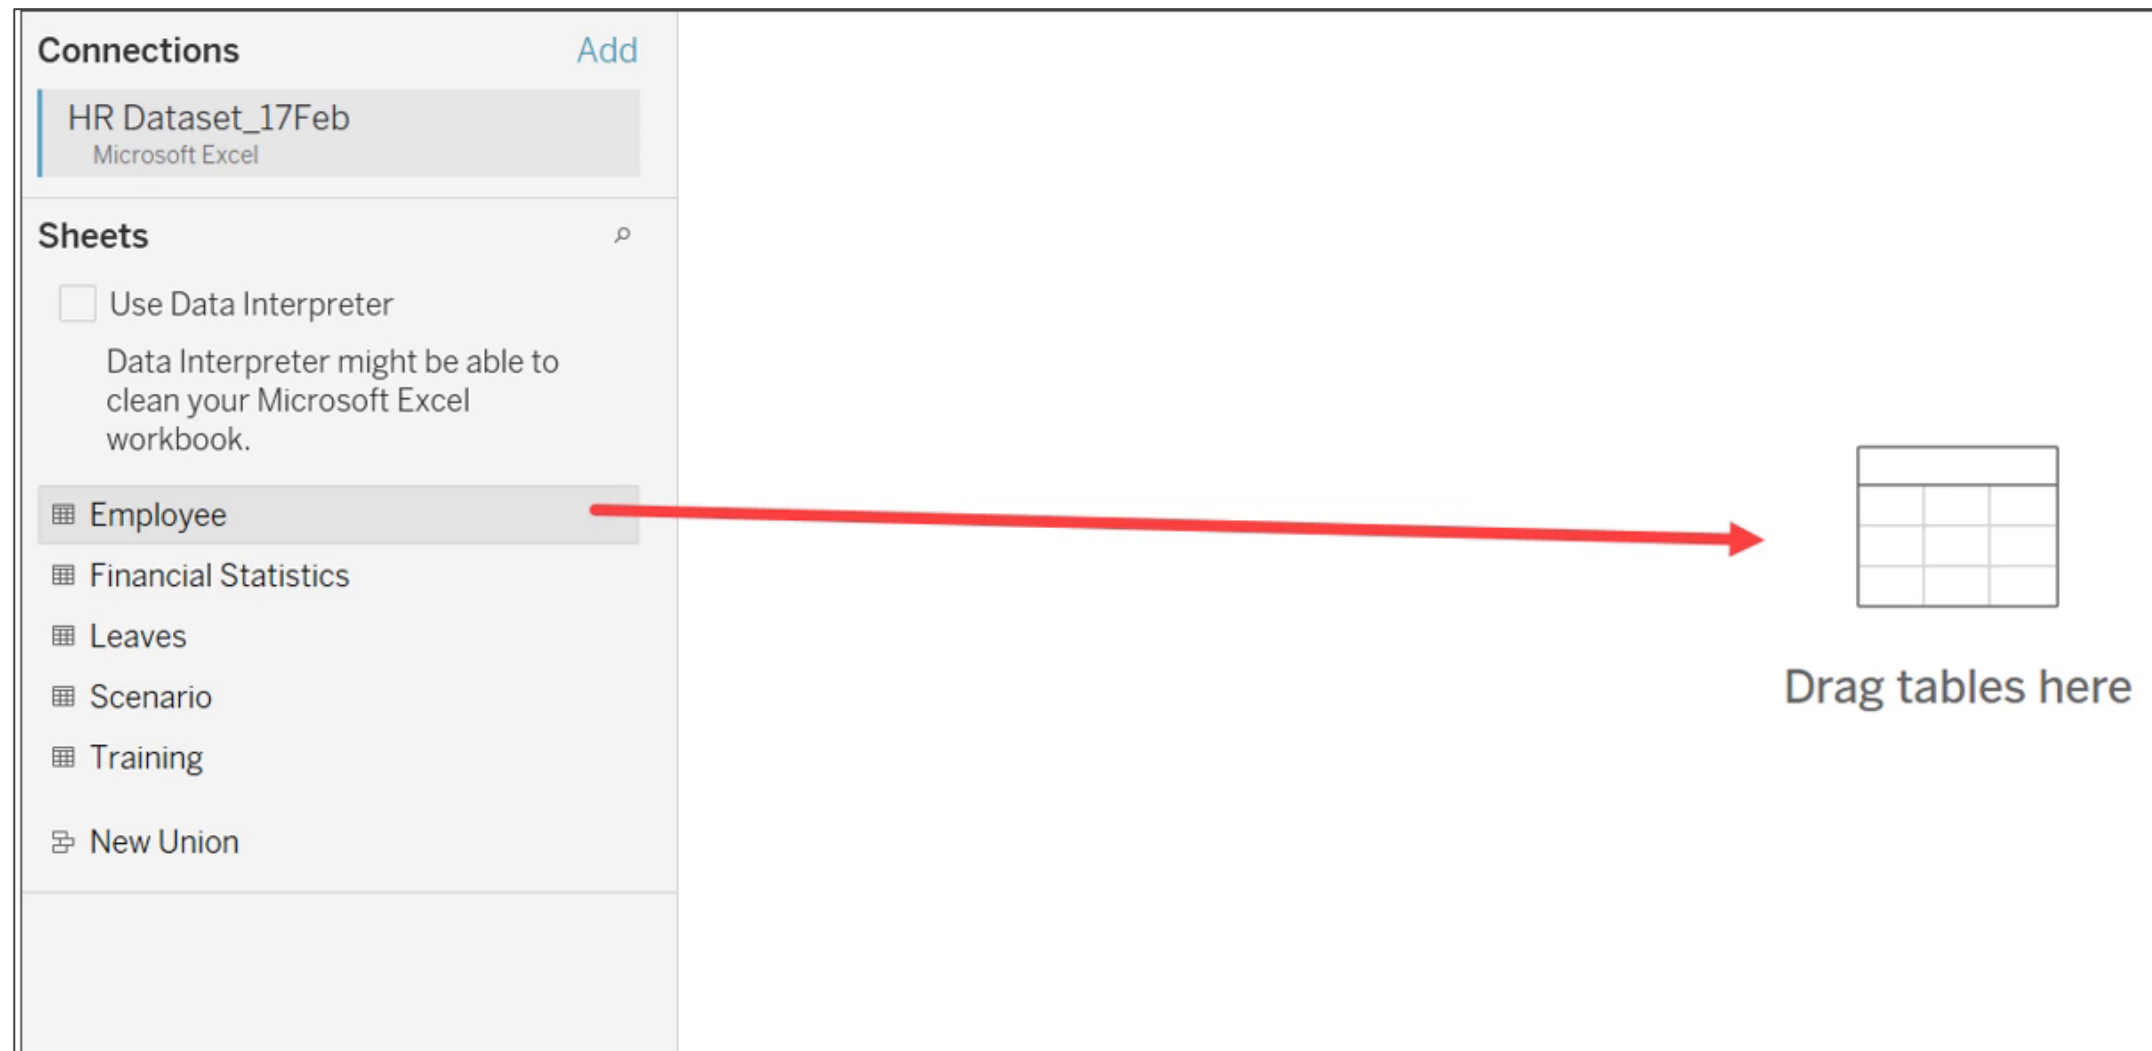 Connections Add
HR Dataset_17Feb
Microsoft Excel
Sheets
Use Data Interpreter
Data Interpreter might be able to
clean your Microsoft Excel
workbook.
Employee
Financial Statistics
Leaves
Scenario
Training
New Union
Drag tables here